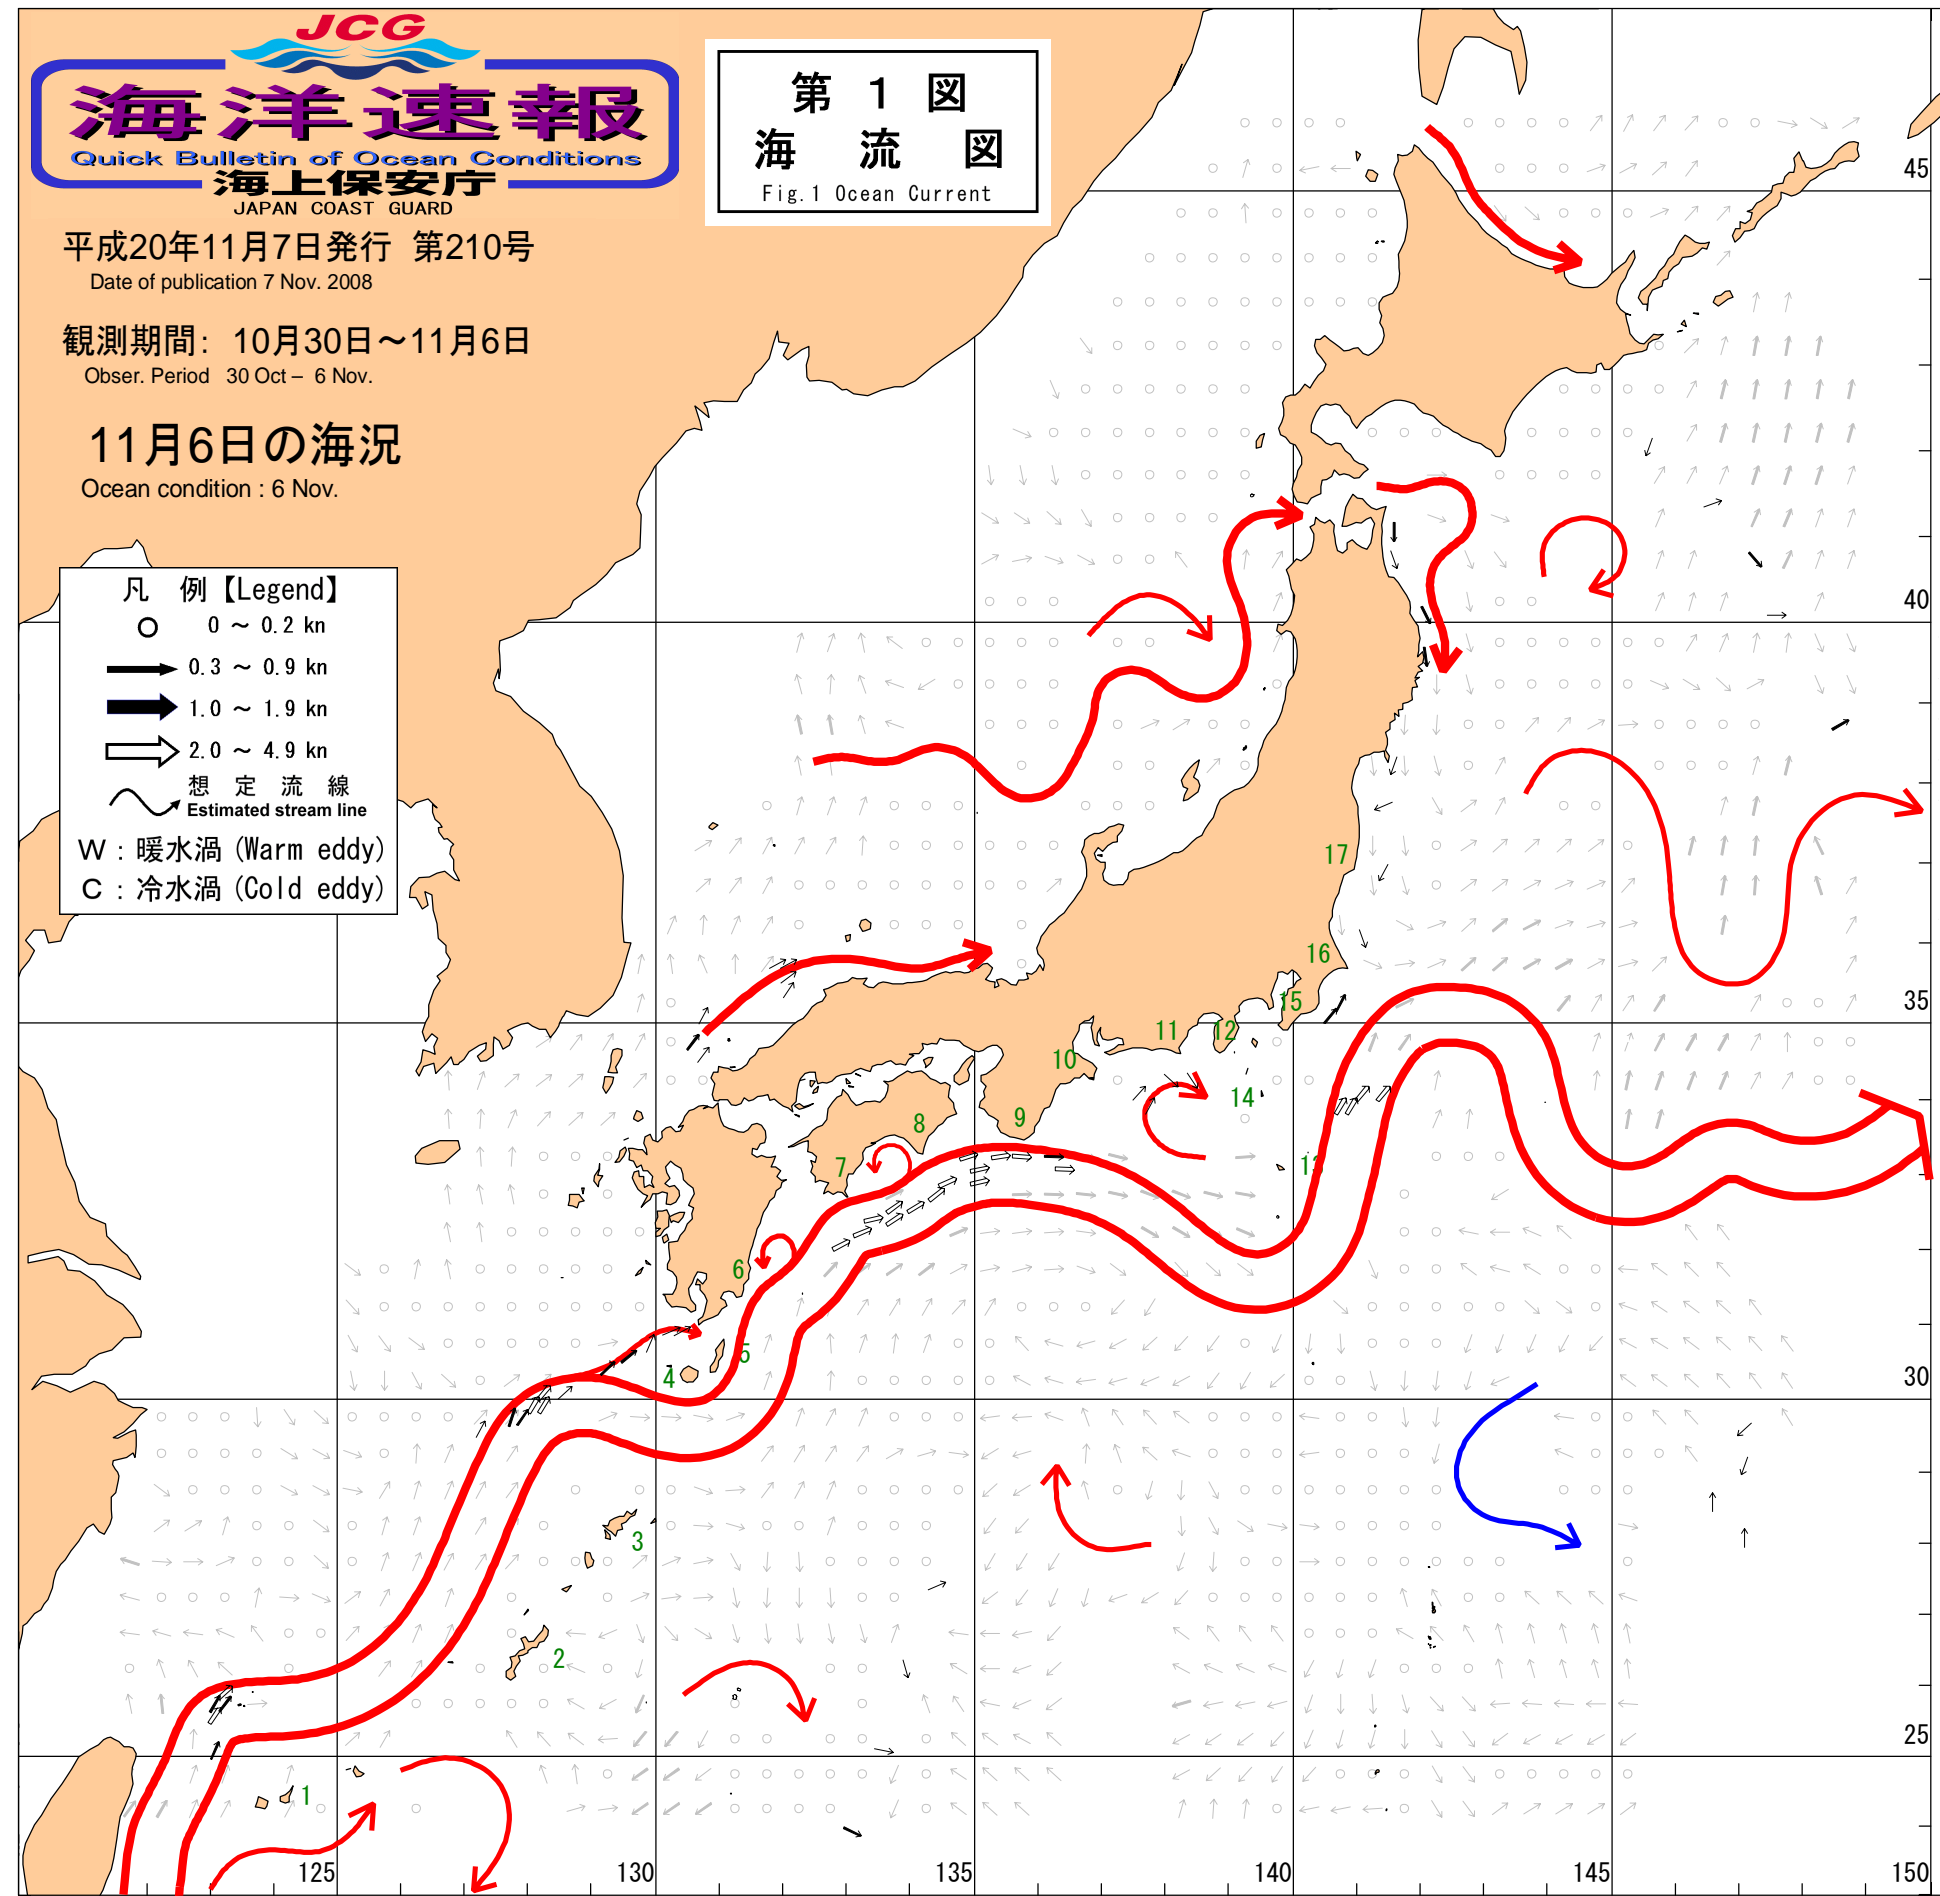 JCG
海洋速報
Quick Bulletin of Ocean Conditions
海上保安庁
JAPAN COAST GUARD
第 1 図
海 流 図
Fig.1 Ocean Current
平成20年11月7日発行 第210号
Date of publication 7 Nov. 2008
観測期間: 10月30日～11月6日
Obser. Period 30 Oct – 6 Nov.
11月6日の海況
Ocean condition : 6 Nov.
凡 例【Legend】
0 ～ 0.2 kn
0.3 ～ 0.9 kn
1.0 ～ 1.9 kn
2.0 ～ 4.9 kn
想 定 流 線
Estimated stream line
W : 暖水渦 (Warm eddy)
C : 冷水渦 (Cold eddy)
45
40
35
30
25
17
16
15
11
12
10
14
9
8
13
7
6
5
4
3
2
1
125
130
135
140
145
150